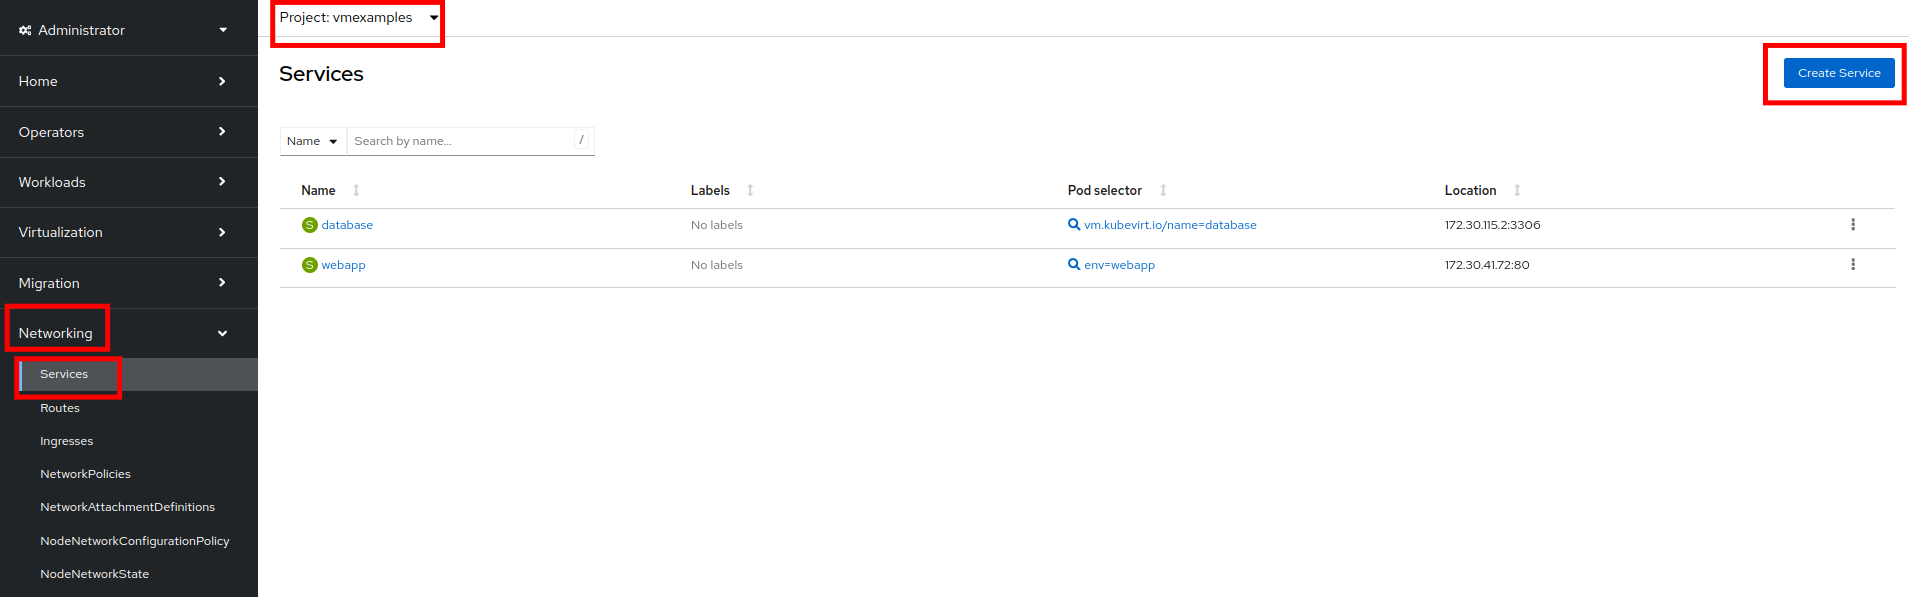 Administrator
Home
Operators
Workloads
Virtualization
Migration
Networking
Services
Routes
Ingresses
NetworkPolicies
NetworkAttachmentDefinitions
NodeNetworkConfigurationPolicy
NodeNetworkState
Project: vmexamples
Services
Create Service
Name Search by name... /
Name Labels Pod selector Location
S database No labels vm.kubevirt.io/name=database 172.30.115.2:3306
S webapp No labels env=webapp 172.30.41.72:80